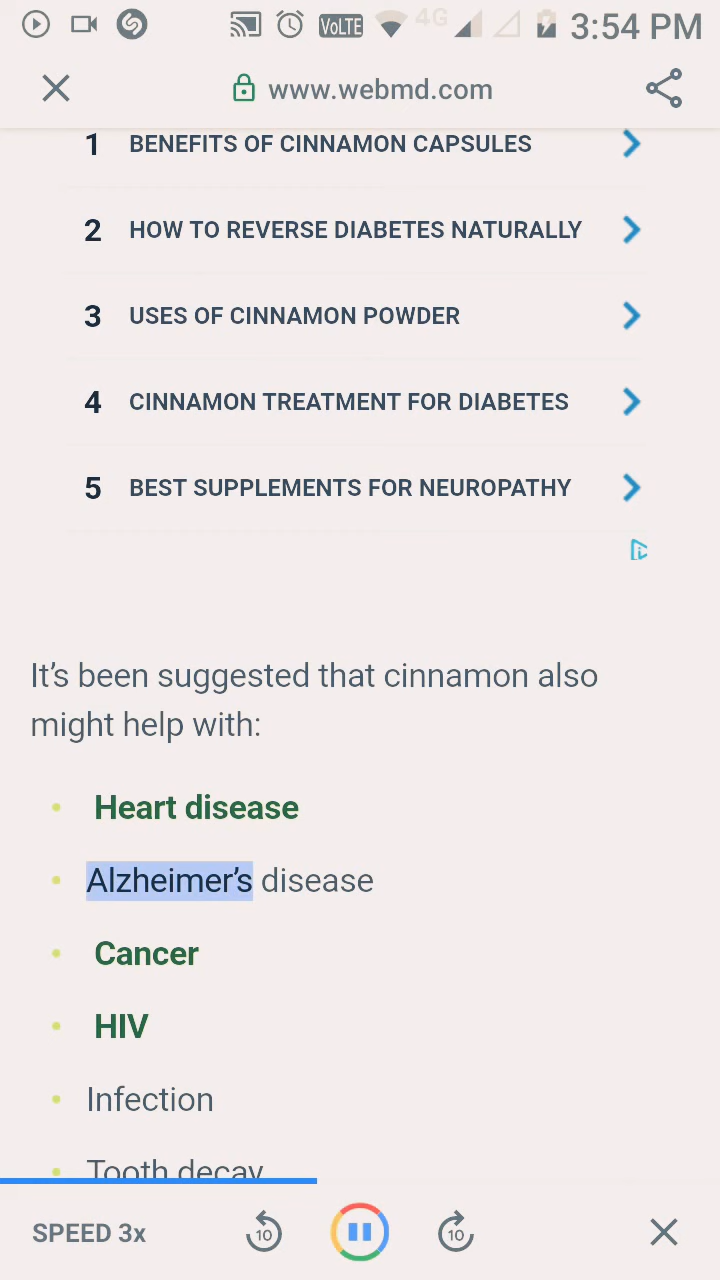 VoLTE 4G 3:54 PM
www.webmd.com
1 BENEFITS OF CINNAMON CAPSULES
2 HOW TO REVERSE DIABETES NATURALLY
3 USES OF CINNAMON POWDER
4 CINNAMON TREATMENT FOR DIABETES
5 BEST SUPPLEMENTS FOR NEUROPATHY
It's been suggested that cinnamon also
might help with:
• Heart disease
• Alzheimer's disease
• Cancer
• HIV
• Infection
• Tooth decay
SPEED 3x 10 10